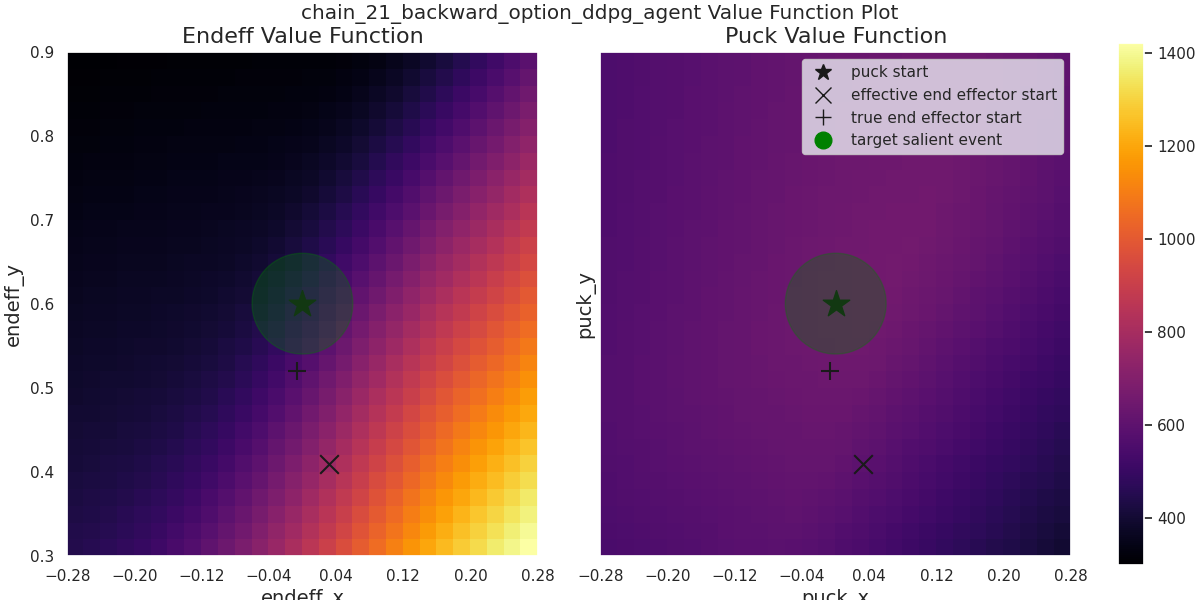 chain_21_backward_option_ddpg_agent Value Function Plot
Endeff Value Function
Puck Value Function
0.9
0.8
0.7
0.6
0.5
0.4
0.3
endeff_y
−0.28 −0.20 −0.12 −0.04 0.04 0.12 0.20 0.28
endeff_x
puck_y
puck start
effective end effector start
true end effector start
target salient event
−0.28 −0.20 −0.12 −0.04 0.04 0.12 0.20 0.28
puck_x
1400
1200
1000
800
600
400